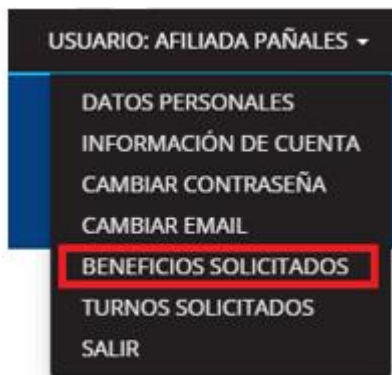 USUARIO: AFILIADA PAÑALES
DATOS PERSONALES
INFORMACIÓN DE CUENTA
CAMBIAR CONTRASEÑA
CAMBIAR EMAIL
BENEFICIOS SOLICITADOS
TURNOS SOLICITADOS
SALIR